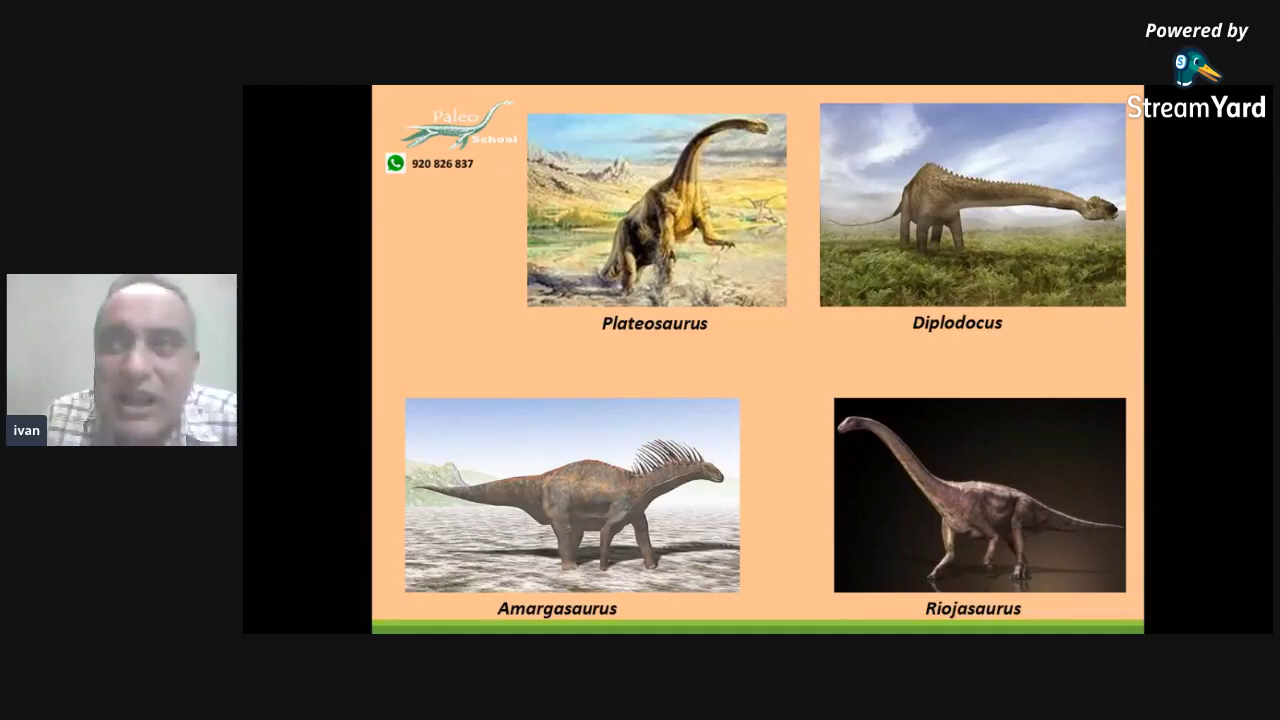 Powered by
StreamYard
Paleo
School
920 826 837
Plateosaurus
Diplodocus
ivan
Amargasaurus
Riojasaurus